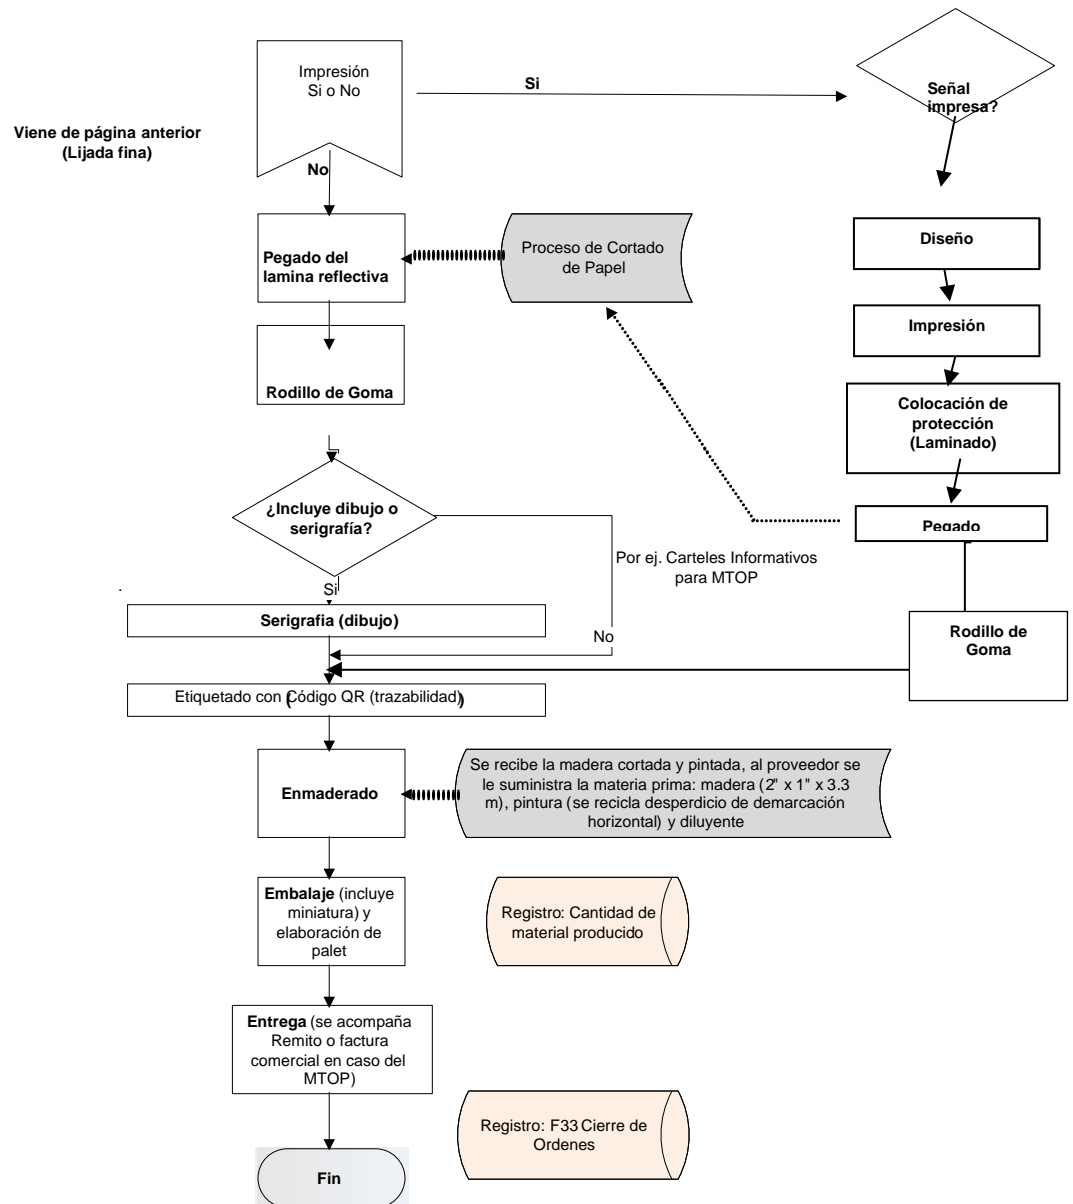 Impresión
Si o No
Si
Señal
impresa?
Viene de página anterior
(Lijada fina)
No
Pegado del
lamina reflectiva
Proceso de Cortado
de Papel
Diseño
Impresión
Rodillo de Goma
Colocación de
protección
(Laminado)
¿Incluye dibujo o
serigrafía?
Pegado
Por ej. Carteles Informativos
para MTOP
Si
Serigrafia (dibujo)
No
Rodillo de
Goma
Etiquetado con Código QR (trazabilidad)
Enmaderado
Se recibe la madera cortada y pintada, al proveedor se
le suministra la materia prima: madera (2" x 1" x 3.3
m), pintura (se recicla desperdicio de demarcación
horizontal) y diluyente
Embalaje (incluye
miniatura) y
elaboración de
palet
Registro: Cantidad de
material producido
Entrega (se acompaña
Remito o factura
comercial en caso del
MTOP)
Registro: F33 Cierre de
Ordenes
Fin